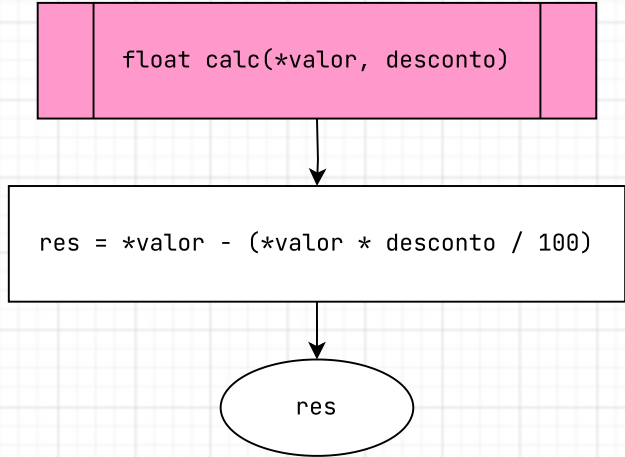 float calc(*valor, desconto)
res = *valor - (*valor * desconto / 100)
res